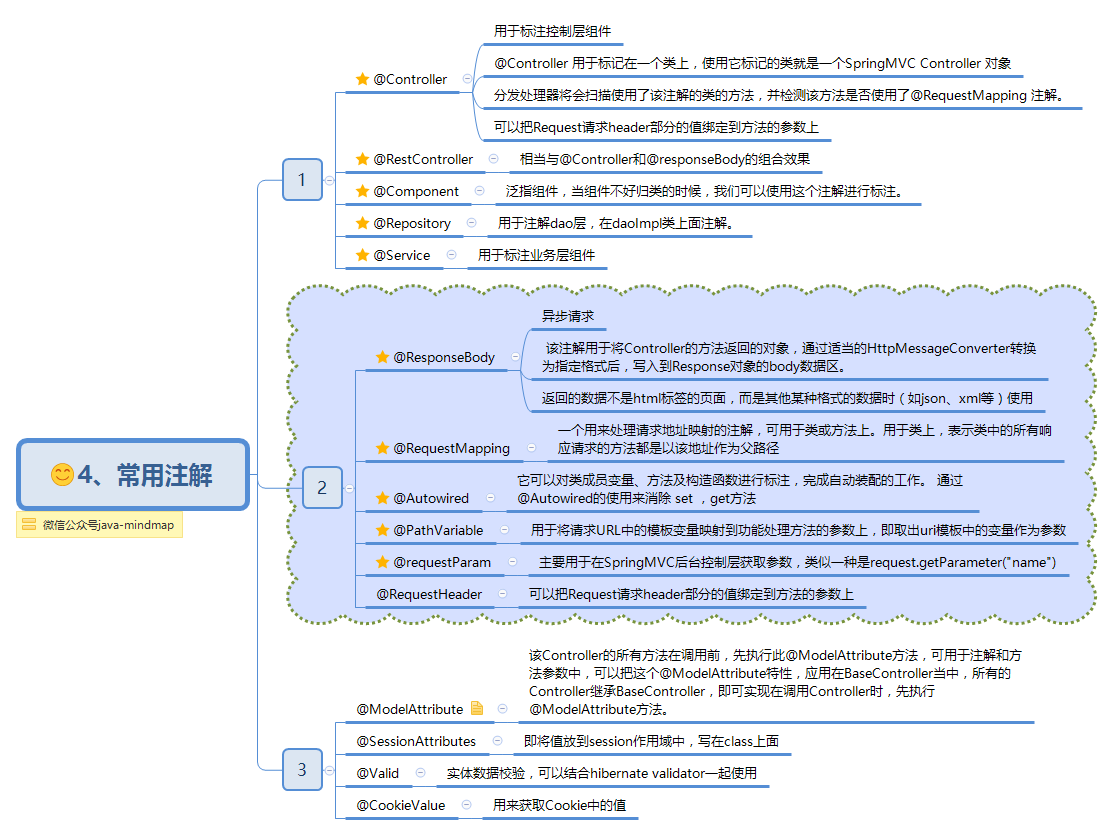 4、常用注解
微信公众号java-mindmap
1
@Controller
用于标注控制层组件
@Controller 用于标记在一个类上，使用它标记的类就是一个SpringMVC Controller 对象
分发处理器将会扫描使用了该注解的类的方法，并检测该方法是否使用了@RequestMapping 注解。
可以把Request请求header部分的值绑定到方法的参数上
@RestController
相当与@Controller和@responseBody的组合效果
@Component
泛指组件，当组件不好归类的时候，我们可以使用这个注解进行标注。
@Repository
用于注解dao层，在daoImpl类上面注解。
@Service
用于标注业务层组件
2
@ResponseBody
异步请求
该注解用于将Controller的方法返回的对象，通过适当的HttpMessageConverter转换
为指定格式后，写入到Response对象的body数据区。
返回的数据不是html标签的页面，而是其他某种格式的数据时（如json、xml等）使用
@RequestMapping
一个用来处理请求地址映射的注解，可用于类或方法上。用于类上，表示类中的所有响
应请求的方法都是以该地址作为父路径
@Autowired
它可以对类成员变量、方法及构造函数进行标注，完成自动装配的工作。 通过
@Autowired的使用来消除 set ，get方法
@PathVariable
用于将请求URL中的模板变量映射到功能处理方法的参数上，即取出uri模板中的变量作为参数
@requestParam
主要用于在SpringMVC后台控制层获取参数，类似一种是request.getParameter("name")
@RequestHeader
可以把Request请求header部分的值绑定到方法的参数上
3
@ModelAttribute
该Controller的所有方法在调用前，先执行此@ModelAttribute方法，可用于注解和方
法参数中，可以把这个@ModelAttribute特性，应用在BaseController当中，所有的
Controller继承BaseController，即可实现在调用Controller时，先执行
@ModelAttribute方法。
@SessionAttributes
即将值放到session作用域中，写在class上面
@Valid
实体数据校验，可以结合hibernate validator一起使用
@CookieValue
用来获取Cookie中的值